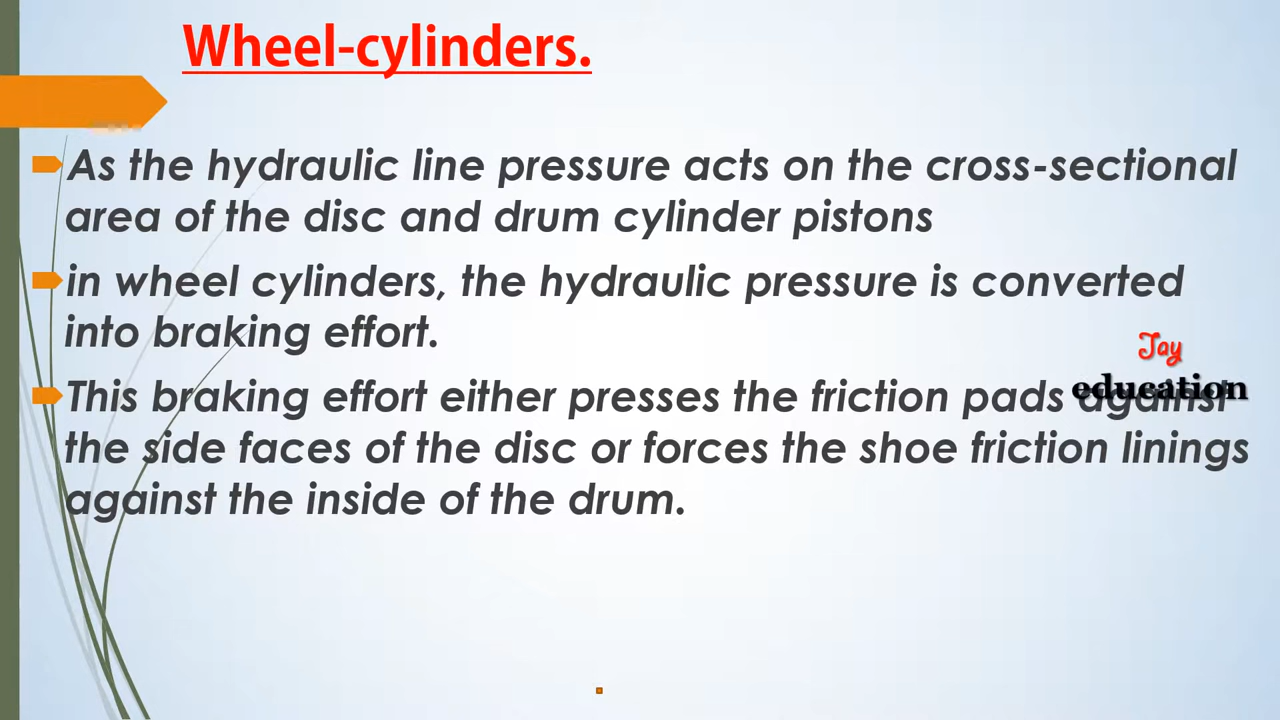 Wheel-cylinders.
As the hydraulic line pressure acts on the cross-sectional
area of the disc and drum cylinder pistons
in wheel cylinders, the hydraulic pressure is converted
into braking effort.
This braking effort either presses the friction pads against
the side faces of the disc or forces the shoe friction linings
against the inside of the drum.
Jay
education